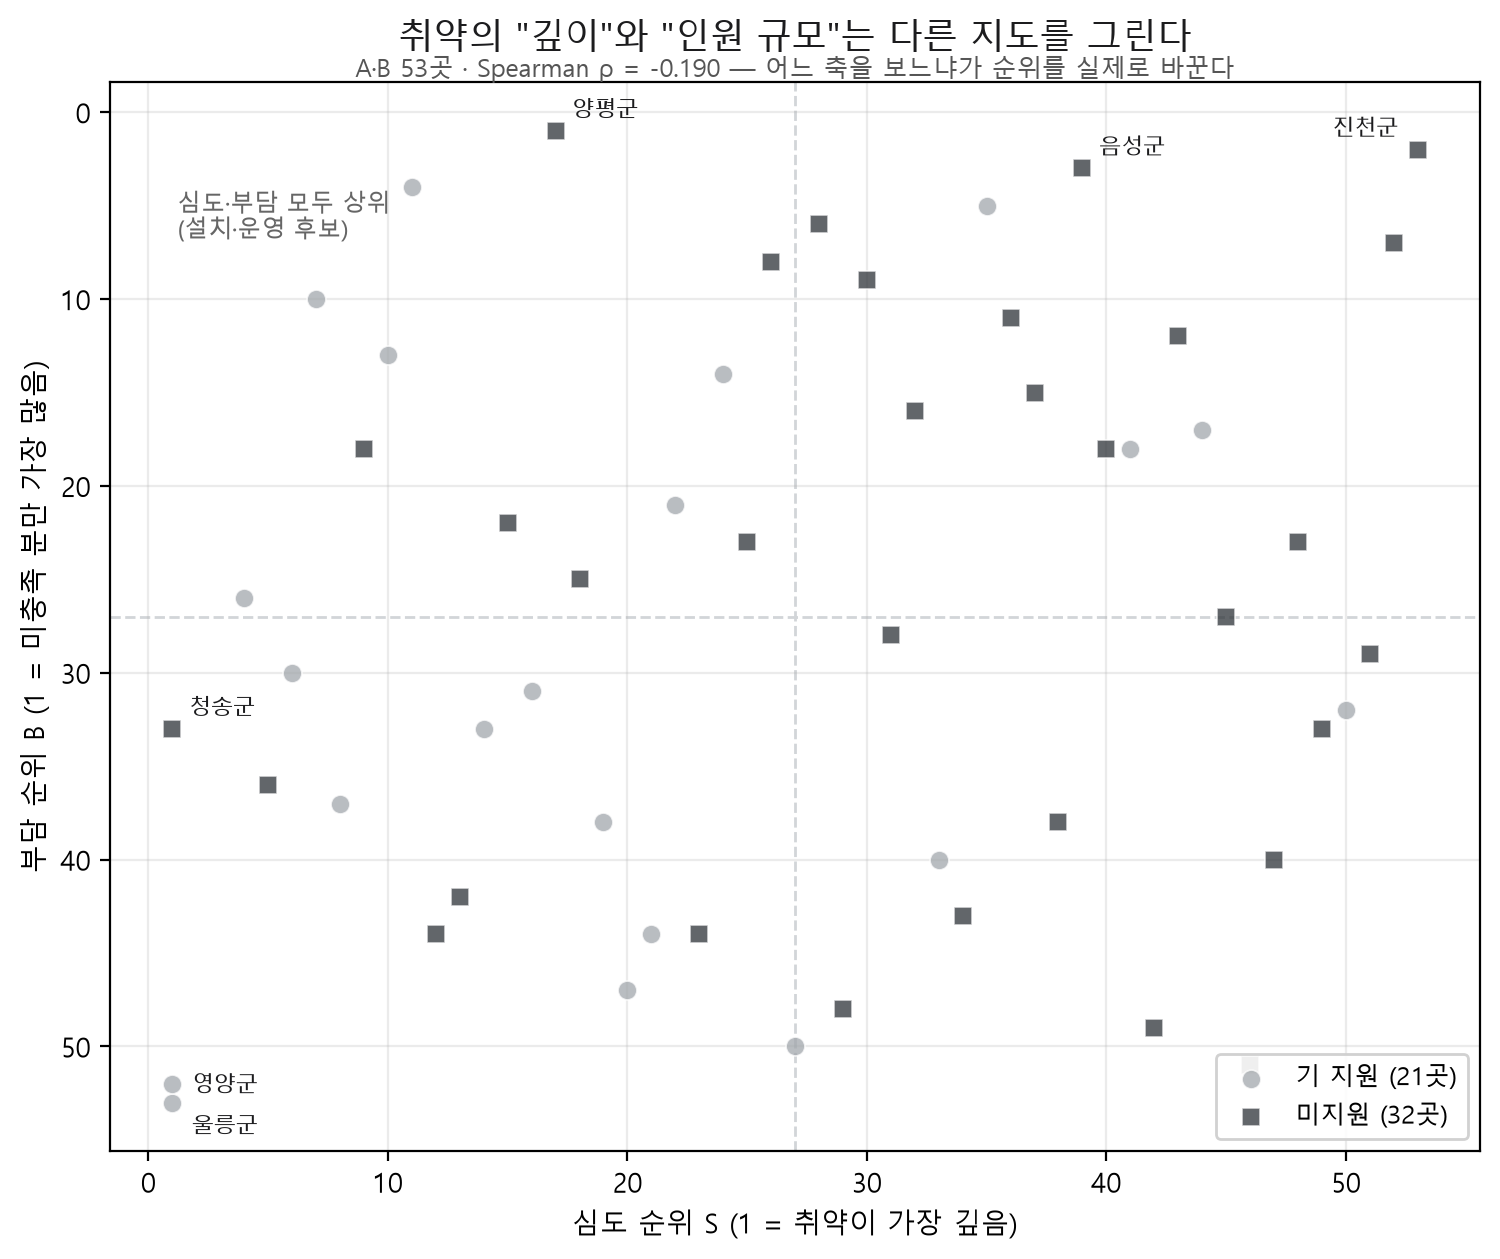 취약의 "깊이"와 "인원 규모"는 다른 지도를 그린다
A·B 53곳 · Spearman ρ = -0.190 — 어느 축을 보느냐가 순위를 실제로 바꾼다
양평군
음성군
진천군
심도·부담 모두 상위
(설치·운영 후보)
청송군
영양군
울릉군
기 지원 (21곳)
미지원 (32곳)
부담 순위 B (1 = 미충족 분만 가장 많음)
0
10
20
30
40
50
0 10 20 30 40 50
심도 순위 S (1 = 취약이 가장 깊음)